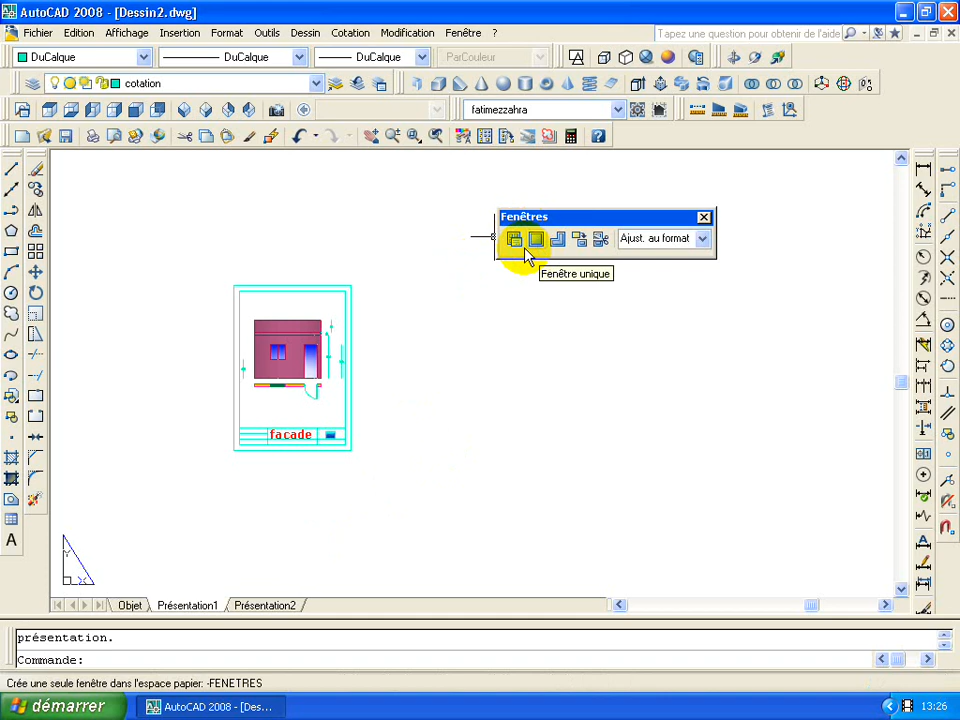 AutoCAD 2008 - [Dessin2.dwg]
Fichier Edition Affichage Insertion Format Outils Dessin Cotation Modification Fenêtre ?
Tapez une question pour obtenir de l'aide
DuCalque DuCalque DuCalque ParCouleur
cotation
fatimezzahra
Fenêtres
Ajust. au format
Fenêtre unique
facade
Y
X
Objet Présentation1 Présentation2
présentation.
Commande:
Crée une seule fenêtre dans l'espace papier: -FENETRES
démarrer
AutoCAD 2008 - [Des...
13:26